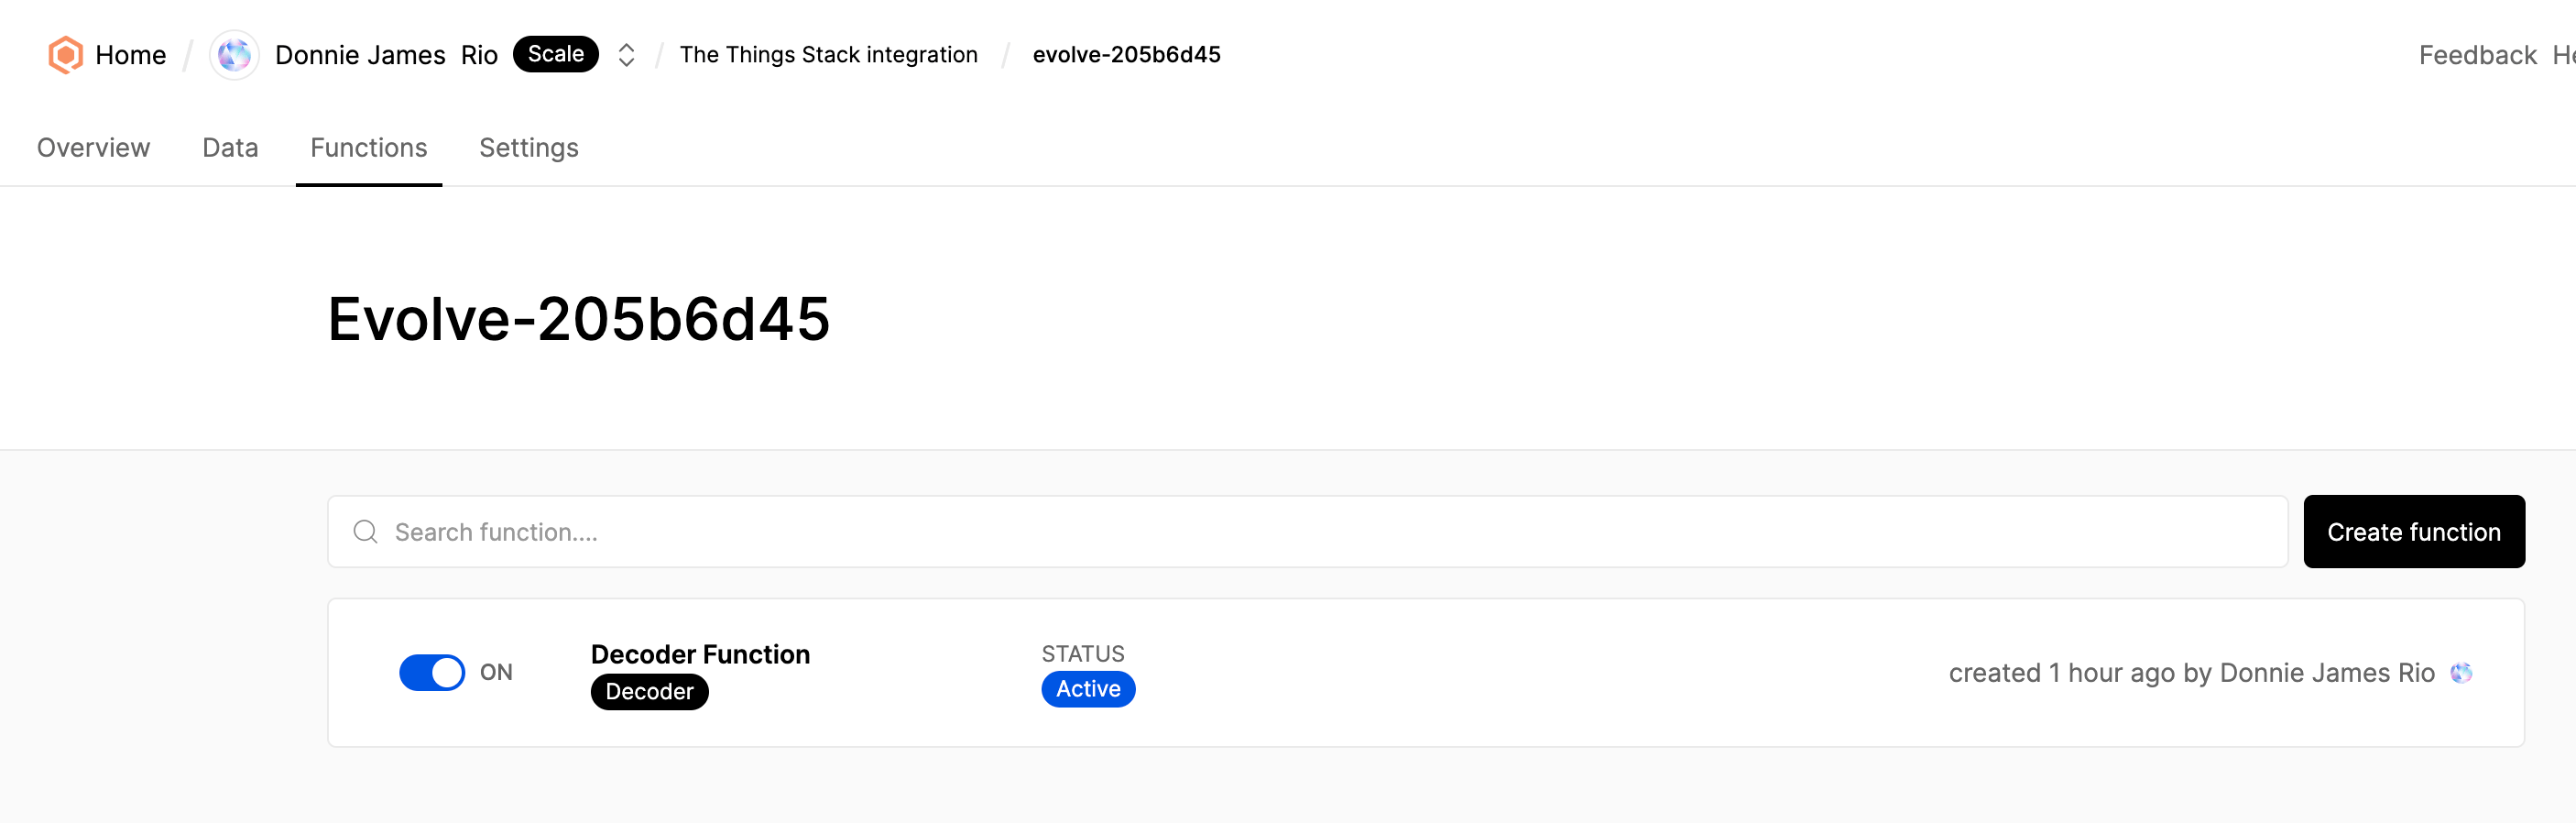 Home / Donnie James Rio Scale / The Things Stack integration / evolve-205b6d45
Feedback
Overview Data Functions Settings
Evolve-205b6d45
Search function....
Create function
ON
Decoder Function
Decoder
STATUS
Active
created 1 hour ago by Donnie James Rio